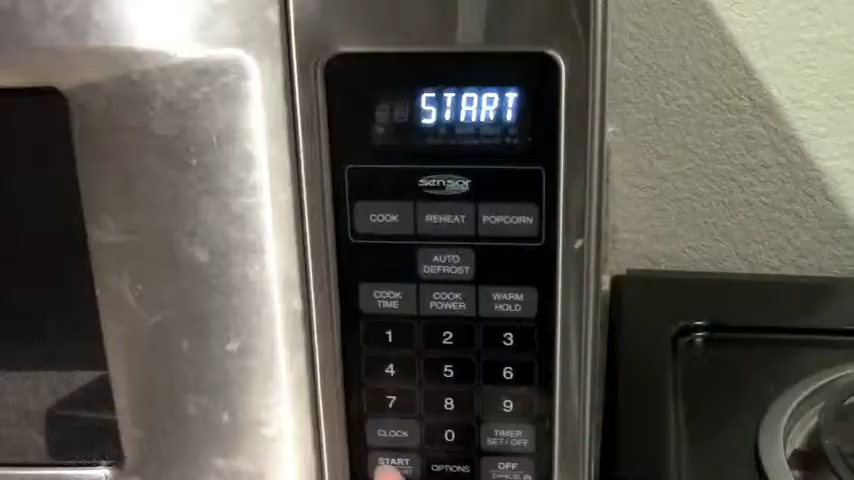 START
sensor
COOK REHEAT POPCORN
AUTO
DEFROST
COOK
TIME
COOK
POWER
WARM
HOLD
1 2 3
4 5 6
7 8 9
CLOCK 0 TIMER
SET/OFF
START OPTIONS OFF
CANCEL